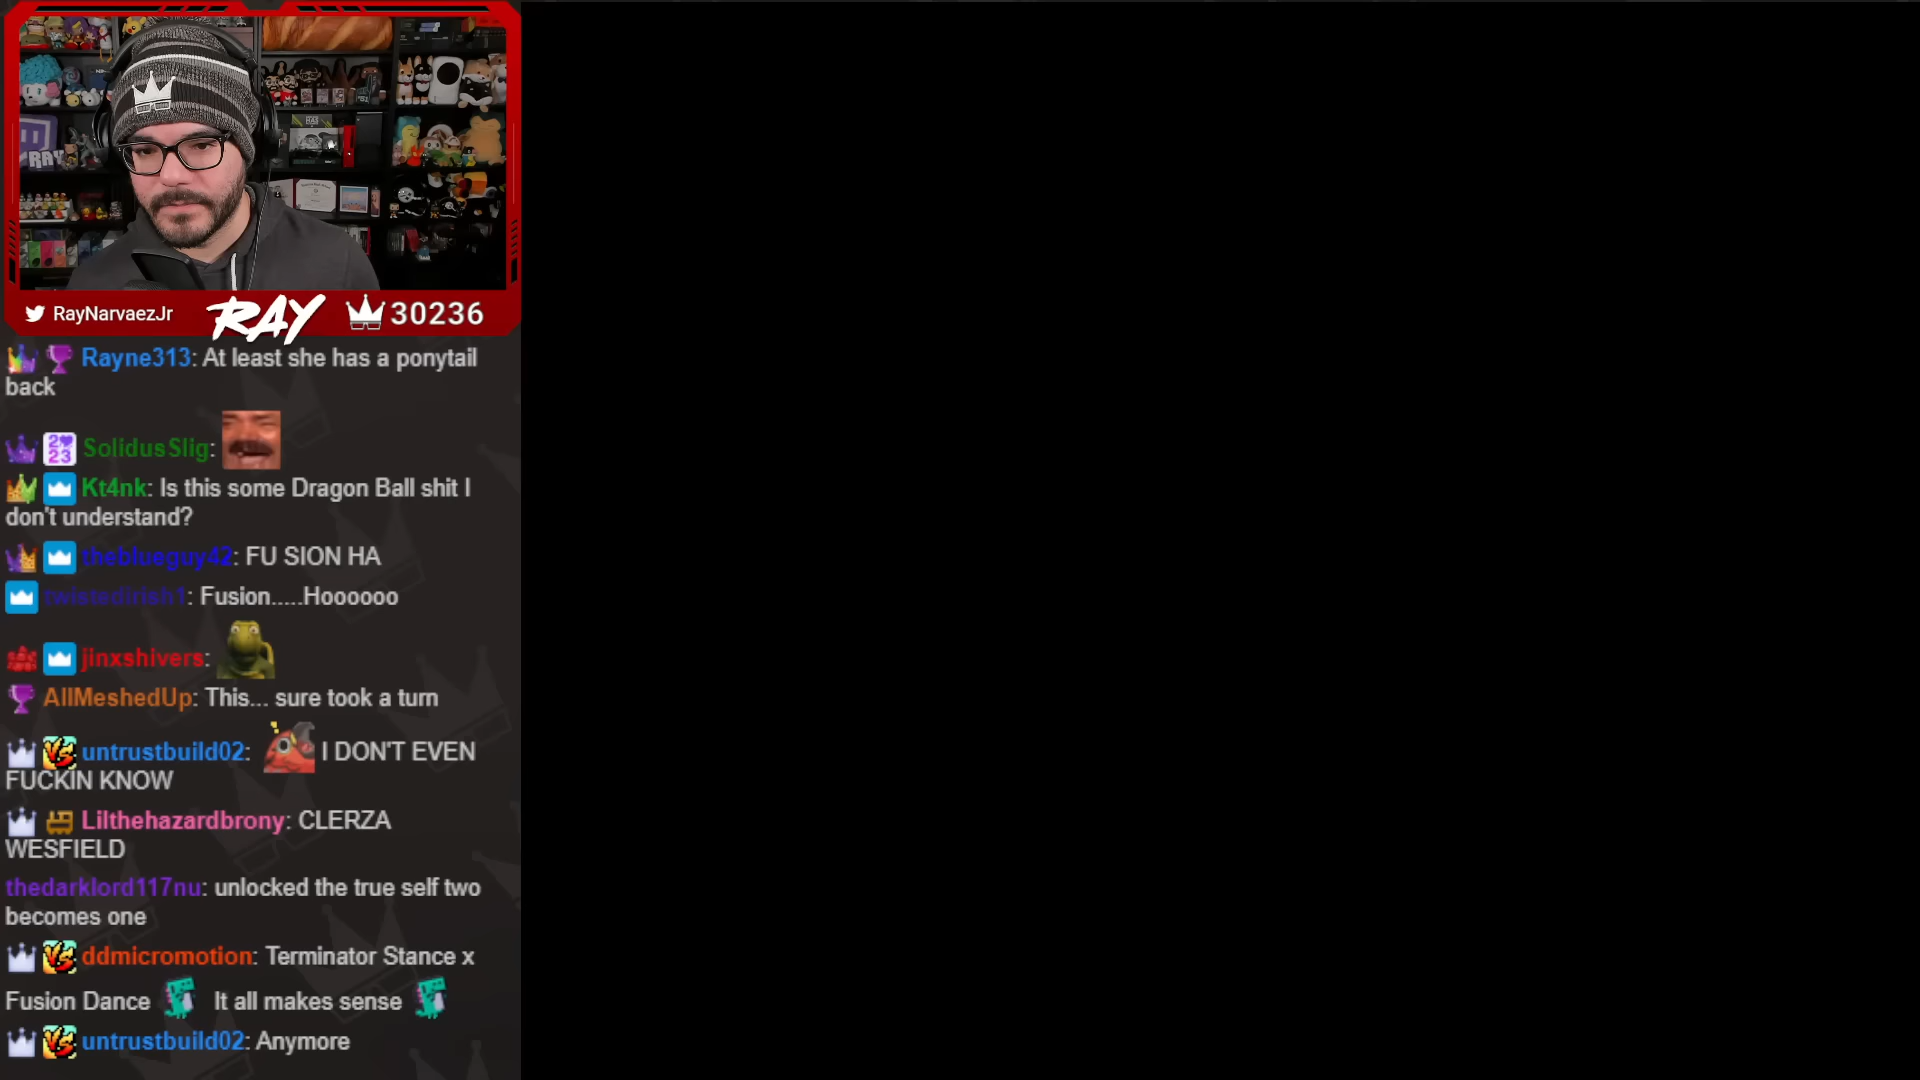 RayNarvaezJr RAY 30236
Rayne313: At least she has a ponytail
back
SolidusSlig:
Kt4nk: Is this some Dragon Ball shit I
don't understand?
theblueguy42: FU SION HA
twistedirish1: Fusion.....Hoooooo
jinxshivers:
AllMeshedUp: This... sure took a turn
untrustbuild02: I DON'T EVEN
FUCKIN KNOW
Lilthehazardbrony: CLERZA
WESFIELD
thedarklord117nu: unlocked the true self two
becomes one
ddmicromotion: Terminator Stance x
Fusion Dance It all makes sense
untrustbuild02: Anymore